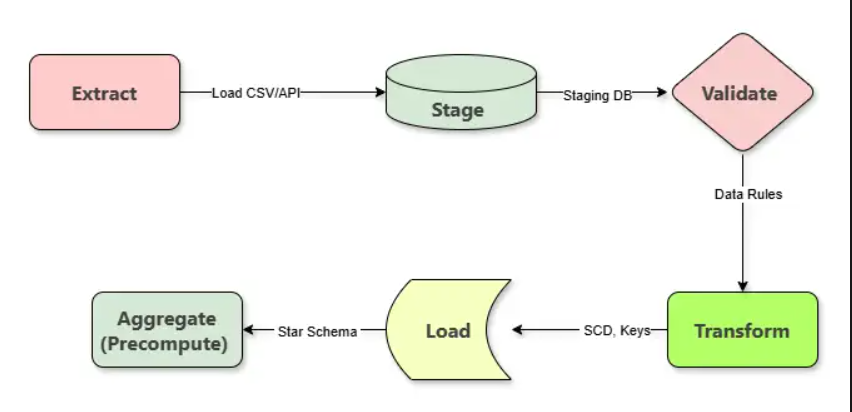 Extract
Load CSV/API
Stage
Staging DB
Validate
Data Rules
Transform
SCD, Keys
Load
Star Schema
Aggregate
(Precompute)